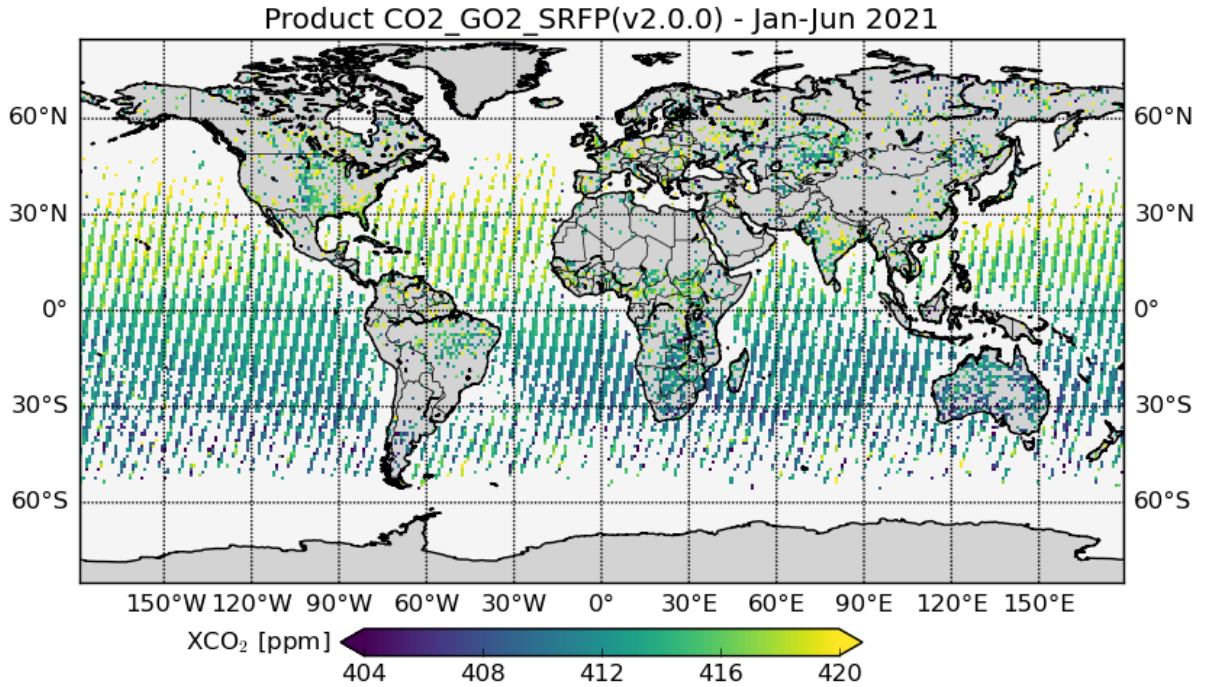 Product CO2_GO2_SRFP(v2.0.0) - Jan-Jun 2021
60°N 60°N
30°N 30°N
0° 0°
30°S 30°S
60°S 60°S
150°W 120°W 90°W 60°W 30°W 0° 30°E 60°E 90°E 120°E 150°E
XCO₂ [ppm]
404 408 412 416 420